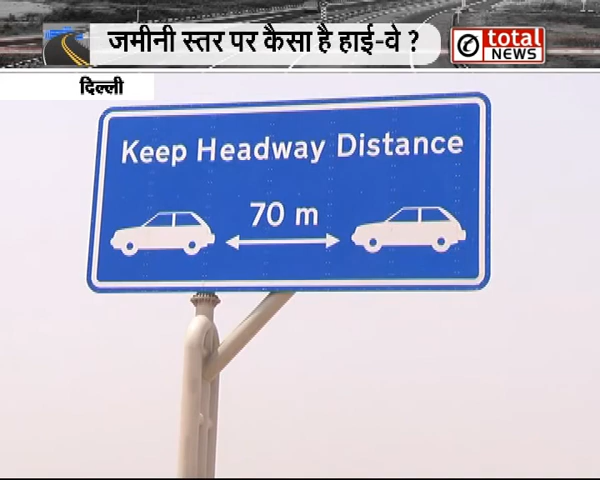 जमीनी स्तर पर कैसा है हाई-वे ?
total
NEWS
दिल्ली
Keep Headway Distance
70 m